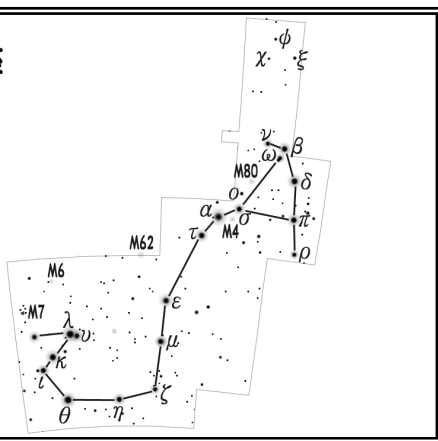 ψ
χ ξ
ν β
ω
M80 δ
ο
α σ π
τ M4
M62 ρ
M6
ε
M7
λ υ μ
κ
ι ζ
θ η